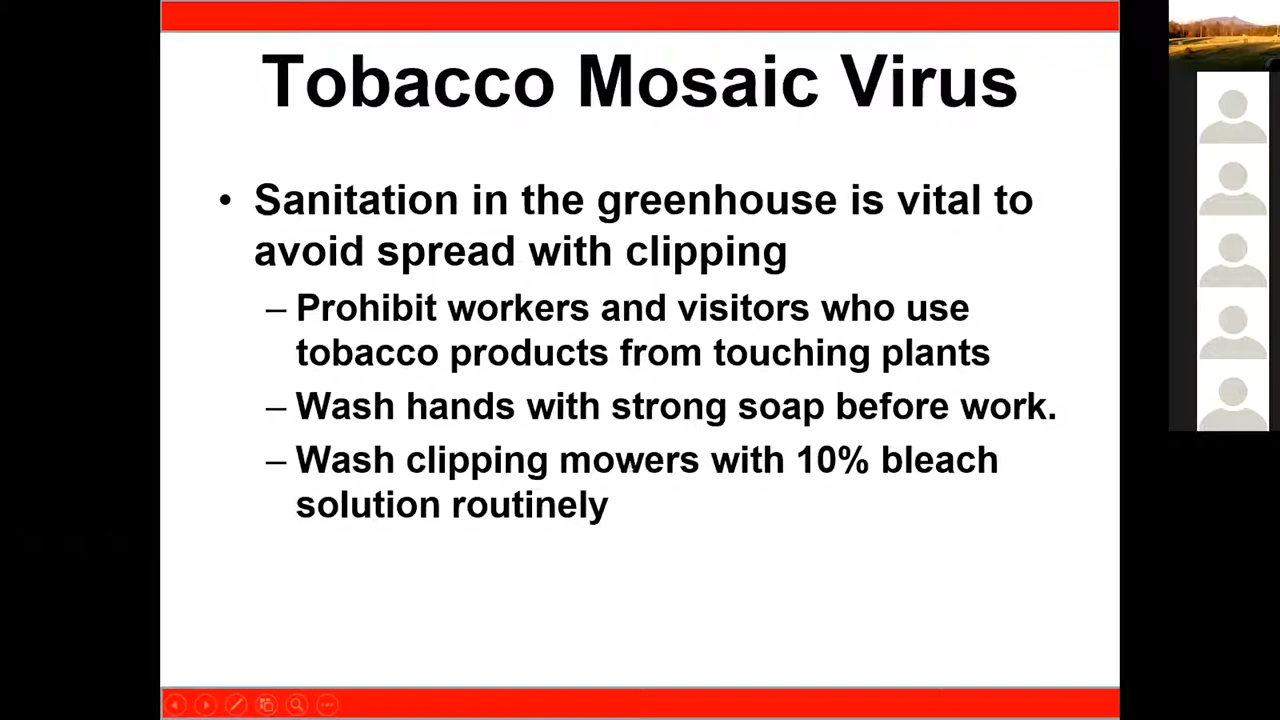 Tobacco Mosaic Virus
• Sanitation in the greenhouse is vital to
avoid spread with clipping
– Prohibit workers and visitors who use
tobacco products from touching plants
– Wash hands with strong soap before work.
– Wash clipping mowers with 10% bleach
solution routinely